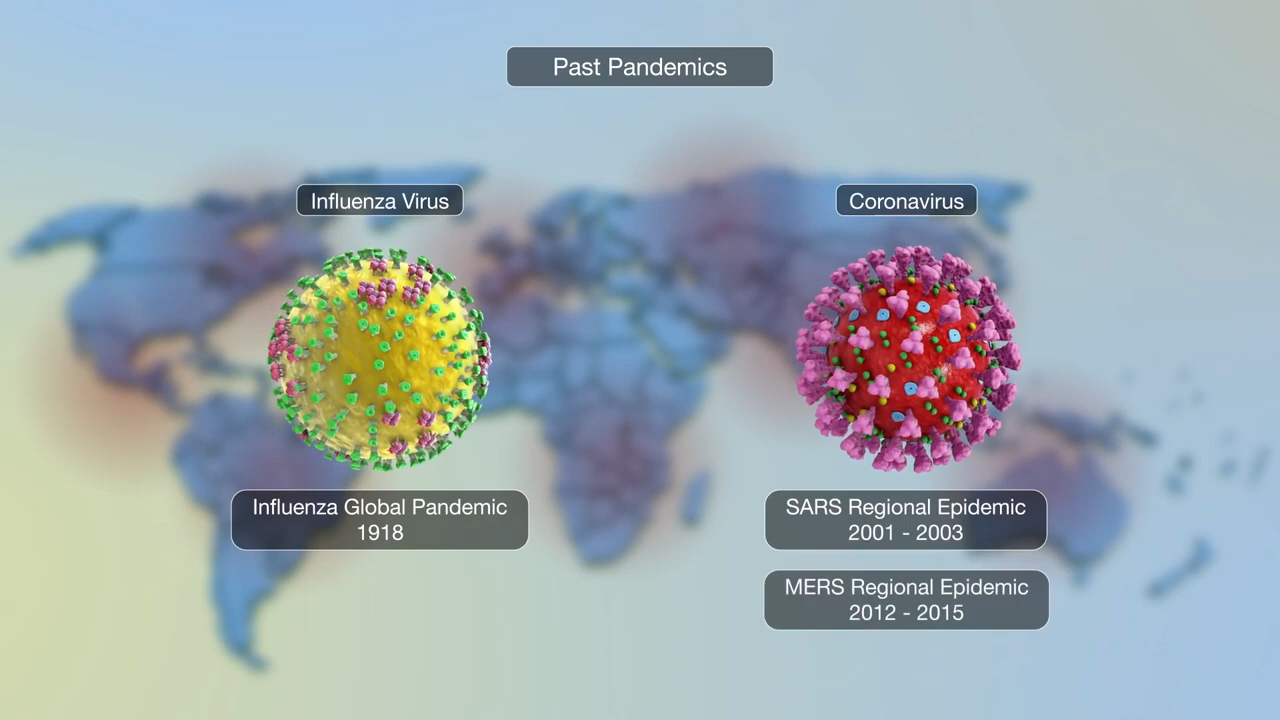 Past Pandemics
Influenza Virus
Coronavirus
Influenza Global Pandemic
1918
SARS Regional Epidemic
2001 - 2003
MERS Regional Epidemic
2012 - 2015